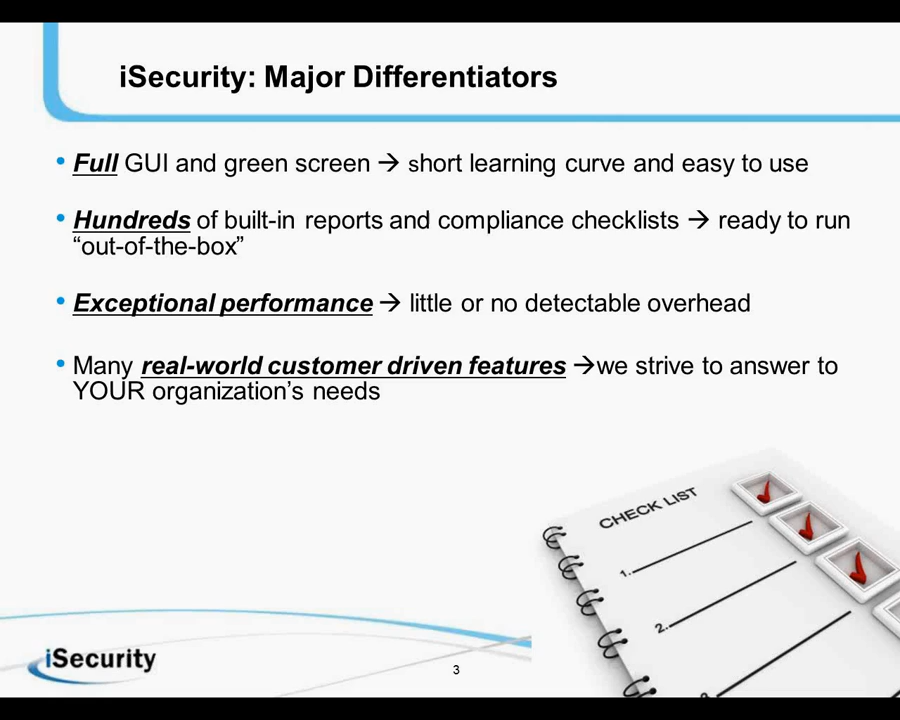 iSecurity: Major Differentiators
• Full GUI and green screen → short learning curve and easy to use
• Hundreds of built-in reports and compliance checklists → ready to run
“out-of-the-box”
• Exceptional performance → little or no detectable overhead
• Many real-world customer driven features →we strive to answer to
YOUR organization’s needs
CHECK LIST
1.
2.
iSecurity
3